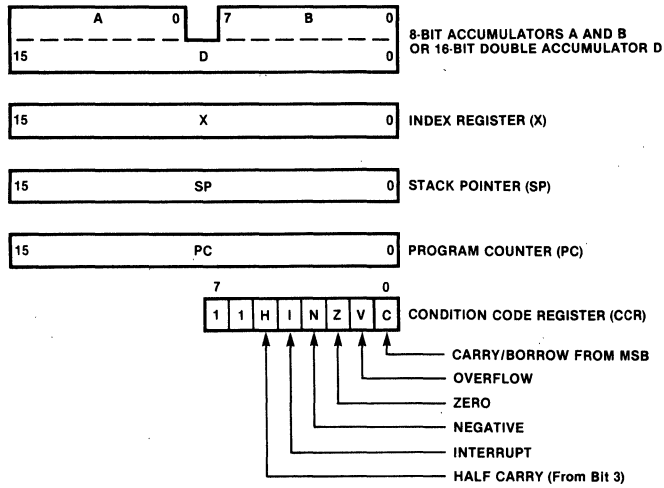 A 0 7 B 0
8-BIT ACCUMULATORS A AND B
15 D 0
OR 16-BIT DOUBLE ACCUMULATOR D
15 X 0
INDEX REGISTER (X)
15 SP 0
STACK POINTER (SP)
15 PC 0
PROGRAM COUNTER (PC)
7 0
1 1 H I N Z V C
CONDITION CODE REGISTER (CCR)
CARRY/BORROW FROM MSB
OVERFLOW
ZERO
NEGATIVE
INTERRUPT
HALF CARRY (From Bit 3)